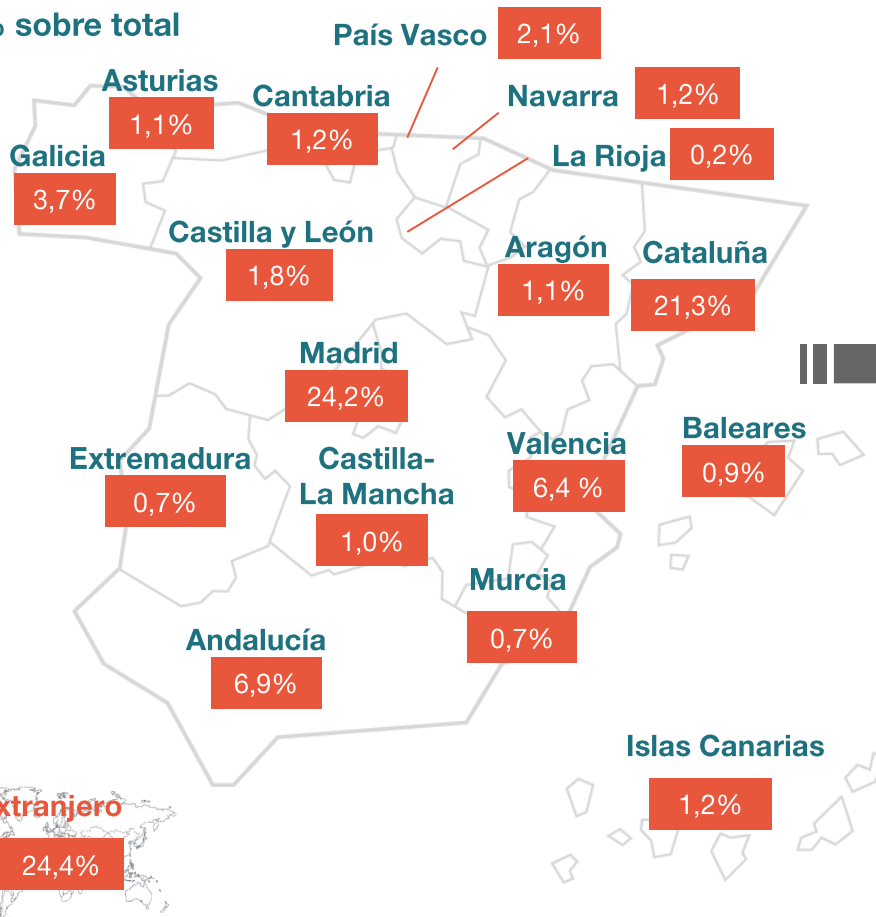 % sobre total
País Vasco 2,1%
Asturias
1,1%
Cantabria
1,2%
Navarra 1,2%
Galicia
3,7%
La Rioja 0,2%
Castilla y León
1,8%
Aragón
1,1%
Cataluña
21,3%
Madrid
24,2%
Extremadura
0,7%
Castilla-
La Mancha
1,0%
Valencia
6,4 %
Baleares
0,9%
Murcia
0,7%
Andalucía
6,9%
Islas Canarias
1,2%
xtranjero
24,4%